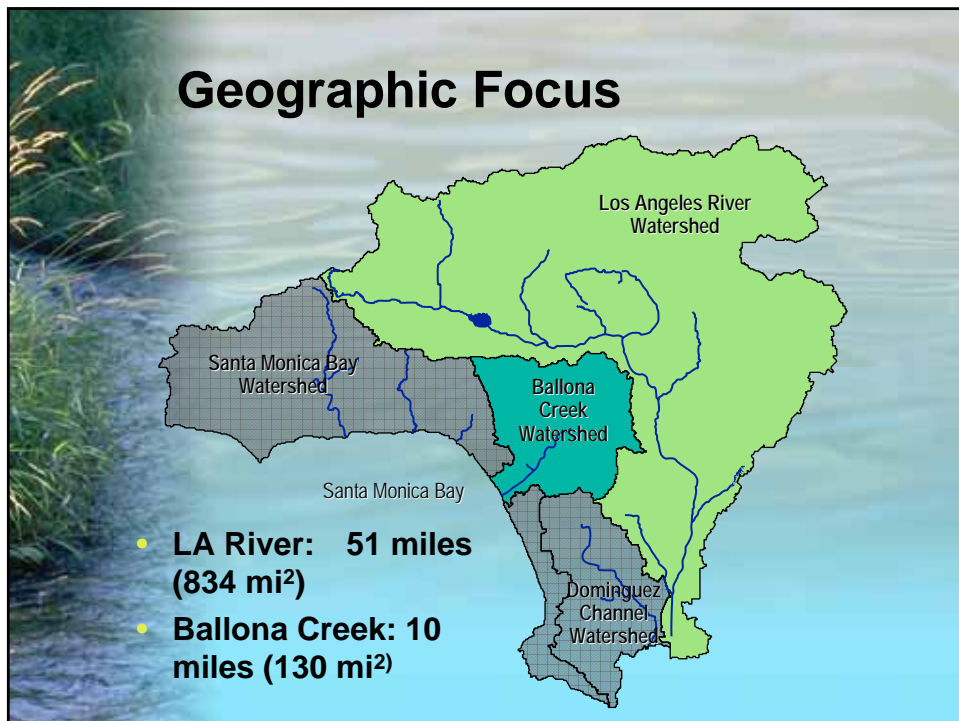 Geographic Focus
Los Angeles River
Watershed
Santa Monica Bay
Watershed
Ballona
Creek
Watershed
Santa Monica Bay
• LA River: 51 miles
(834 mi²)
• Ballona Creek: 10
miles (130 mi²⁾
Dominguez
Channel
Watershed